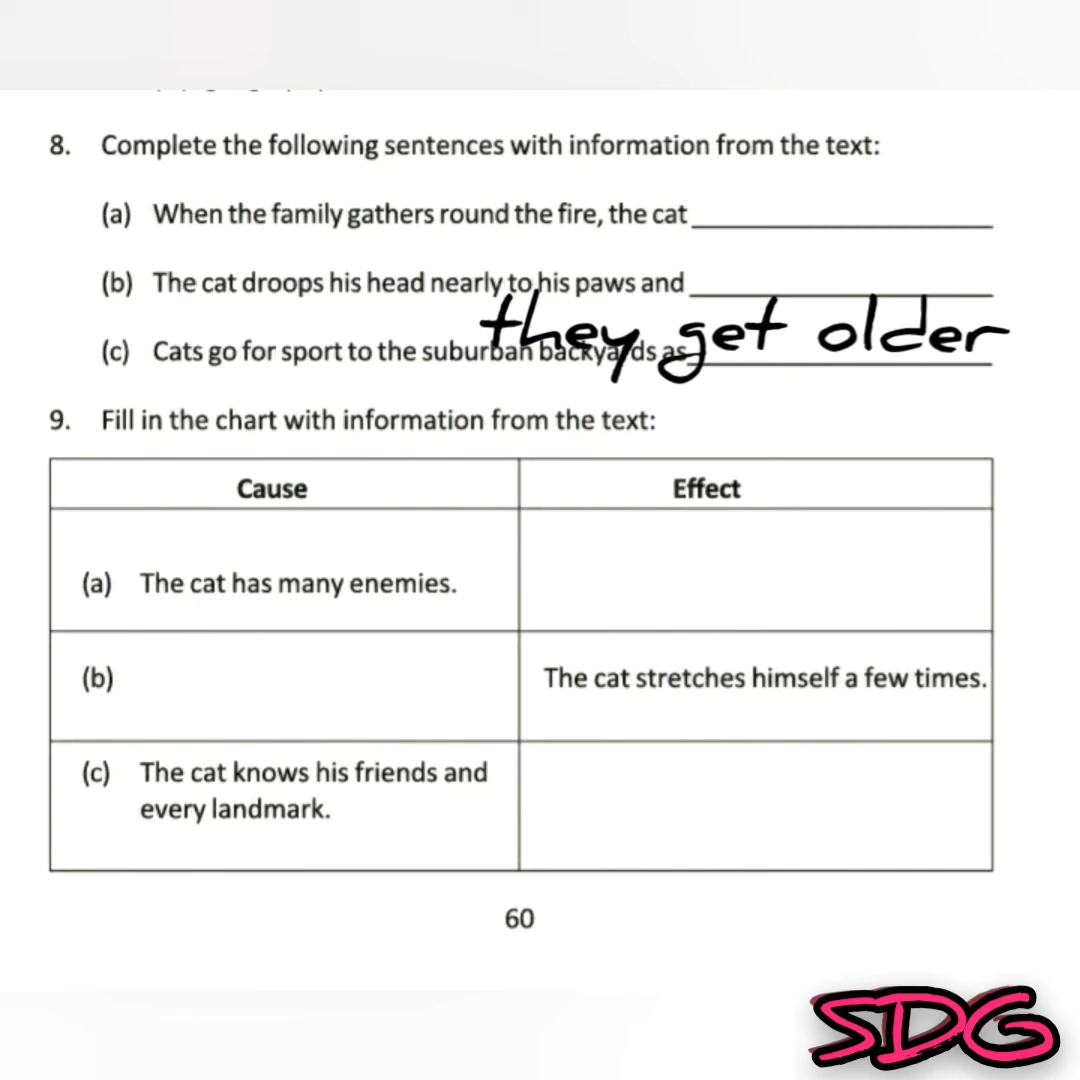 8. Complete the following sentences with information from the text:
(a) When the family gathers round the fire, the cat
(b) The cat droops his head nearly to his paws and
they get older
(c) Cats go for sport to the suburban backyards as
9. Fill in the chart with information from the text:
Cause Effect
(a) The cat has many enemies.
(b) The cat stretches himself a few times.
(c) The cat knows his friends and
every landmark.
60
SDG